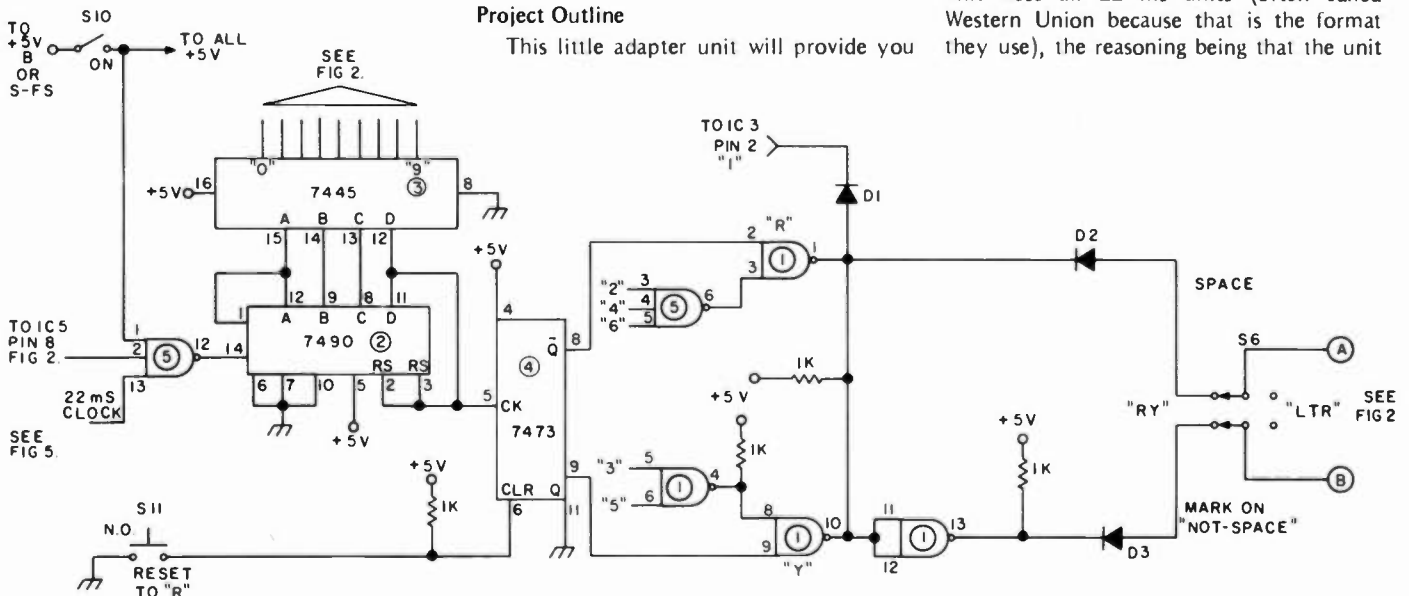 Project Outline
This little adapter unit will provide you
Western Union because that is the format
they use), the reasoning being that the unit
S10
TO
+5V
B
OR
S-FS
ON
TO ALL
+5V
SEE
FIG 2.
"0"
"9"
+5V
16
7445
3
8
A B C D
15 14 13 12
12 9 8 11
A B C D
1
7490
2
RS RS
14
6 7 10 5 2 3
+5V
TO IC5
PIN 8
FIG 2.
1
2
13
5
12
22mS
CLOCK
SEE
FIG 5.
+5V
4
4
Q̄
8
5
CK
7473
9
CLR
Q
6
11
+5V
1K
S11
N.O.
RESET
TO "R"
TO IC 3
PIN 2
"1"
D1
"R"
2
3
1
1
"2" 3
"4" 4
"6" 5
5
6
1K
+5V
1K
"3" 5
"5" 6
1
4
8
9
1
10
"Y"
11
12
1
13
+5V
1K
D2
SPACE
S6
A
"RY"
"LTR"
SEE
FIG 2
B
MARK ON
"NOT-SPACE"
D3